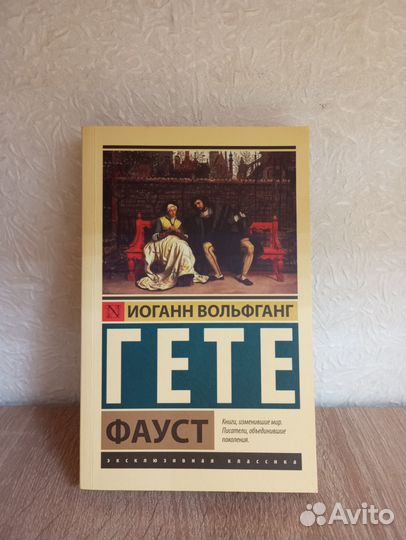 N ИОГАНН ВОЛЬФГАНГ
ГЕТЕ
ФАУСТ
Книги, изменившие мир.
Писатели, объединившие
поколения.
эксклюзивная классика
Avito